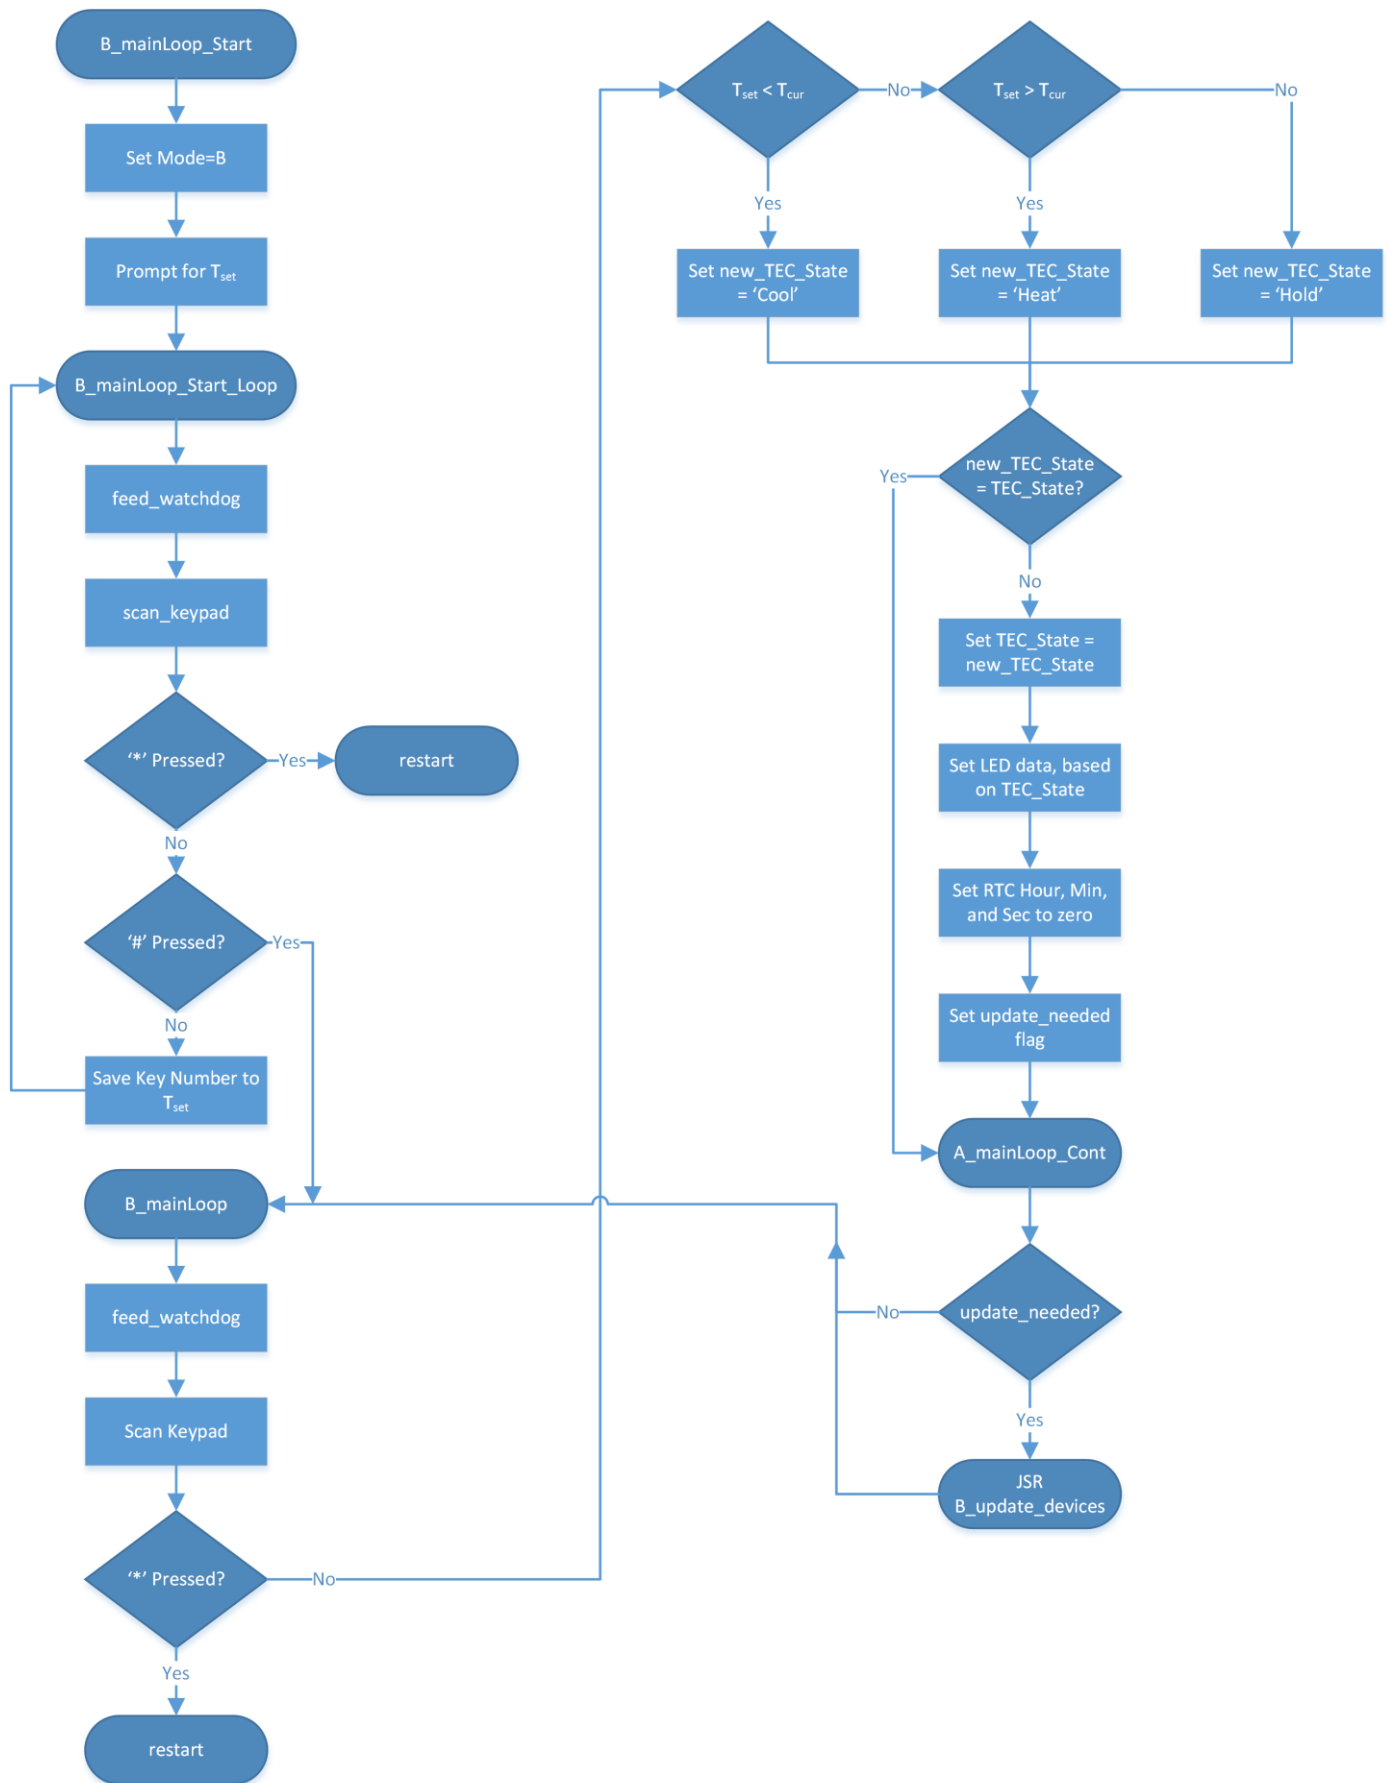 B_mainLoop_Start
Set Mode=B
Prompt for Tset
B_mainLoop_Start_Loop
feed_watchdog
scan_keypad
‘*’ Pressed?
Yes
restart
No
‘#’ Pressed?
Yes
No
Save Key Number to
Tset
B_mainLoop
feed_watchdog
Scan Keypad
‘*’ Pressed?
No
Yes
restart
Tset < Tcur
No
Tset > Tcur
No
Yes
Yes
Set new_TEC_State
= ‘Cool’
Set new_TEC_State
= ‘Heat’
Set new_TEC_State
= ‘Hold’
new_TEC_State
= TEC_State?
Yes
No
Set TEC_State =
new_TEC_State
Set LED data, based
on TEC_State
Set RTC Hour, Min,
and Sec to zero
Set update_needed
flag
A_mainLoop_Cont
update_needed?
No
Yes
JSR
B_update_devices